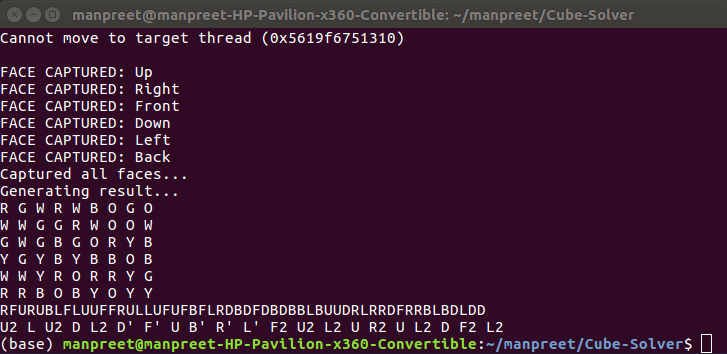 manpreet@manpreet-HP-Pavilion-x360-Convertible: ~/manpreet/Cube-Solver
Cannot move to target thread (0x5619f6751310)
FACE CAPTURED: Up
FACE CAPTURED: Right
FACE CAPTURED: Front
FACE CAPTURED: Down
FACE CAPTURED: Left
FACE CAPTURED: Back
Captured all faces...
Generating result...
R G W R W B O G O
W W G G R W O O W
G W G B G O R Y B
Y G Y B Y B B O B
W W Y R O R R Y G
R R B O B Y O Y Y
RFURUBLFLUUFFRULLUFUFBFLRDBDFDBDBBLBUUDRLRRDFRRBLBDLDD
U2 L U2 D L2 D' F' U B' R' L' F2 U2 L2 U R2 U L2 D F2 L2
(base) manpreet@manpreet-HP-Pavilion-x360-Convertible:~/manpreet/Cube-Solver$